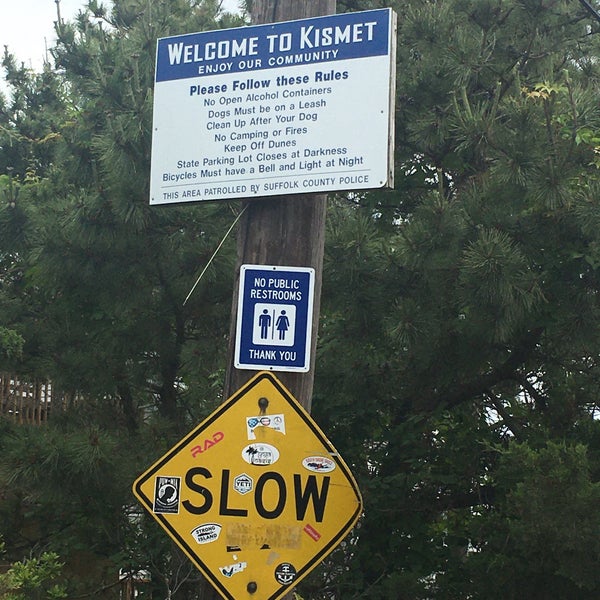 WELCOME TO KISMET
ENJOY OUR COMMUNITY
Please Follow these Rules
No Open Alcohol Containers
Dogs Must be on a Leash
Clean Up After Your Dog
No Camping or Fires
Keep Off Dunes
State Parking Lot Closes at Darkness
Bicycles Must have a Bell and Light at Night
THIS AREA PATROLLED BY SUFFOLK COUNTY POLICE
NO PUBLIC
RESTROOMS
THANK YOU
RAD
POW MIA
YETI
SLOW
STRONG
ISLAND